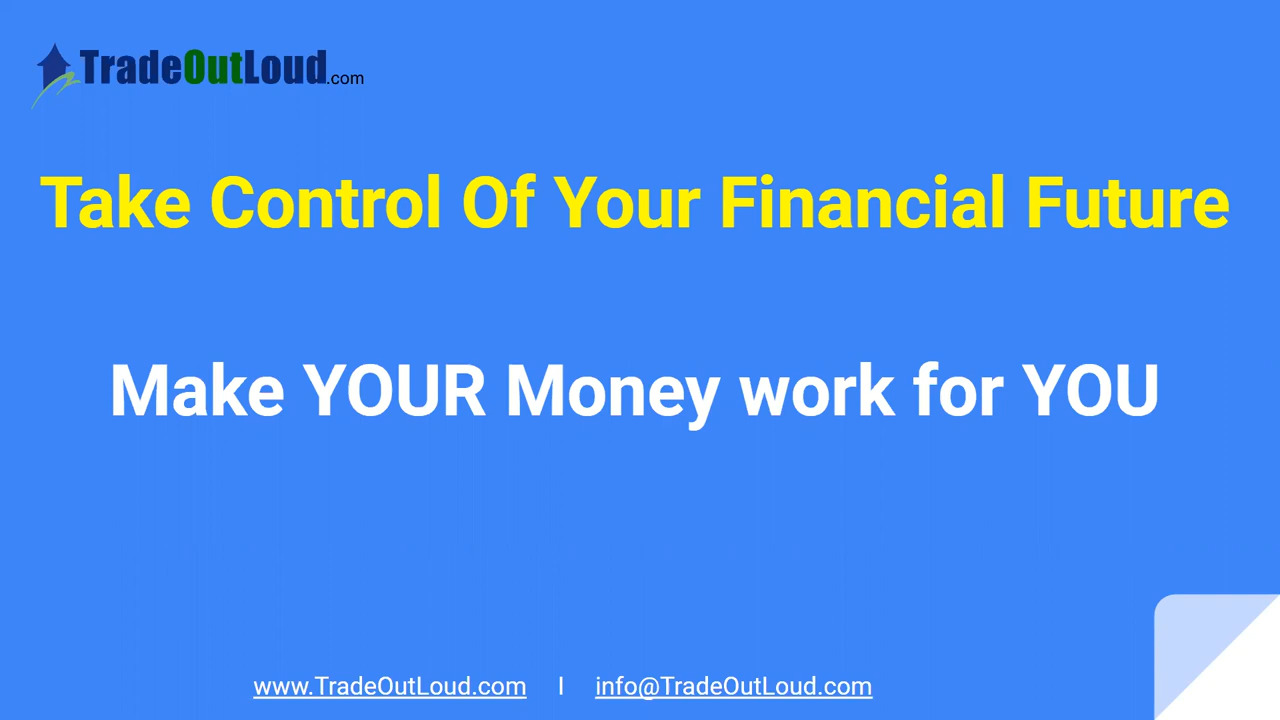 TradeOutLoud.com
Take Control Of Your Financial Future
Make YOUR Money work for YOU
www.TradeOutLoud.com I info@TradeOutLoud.com